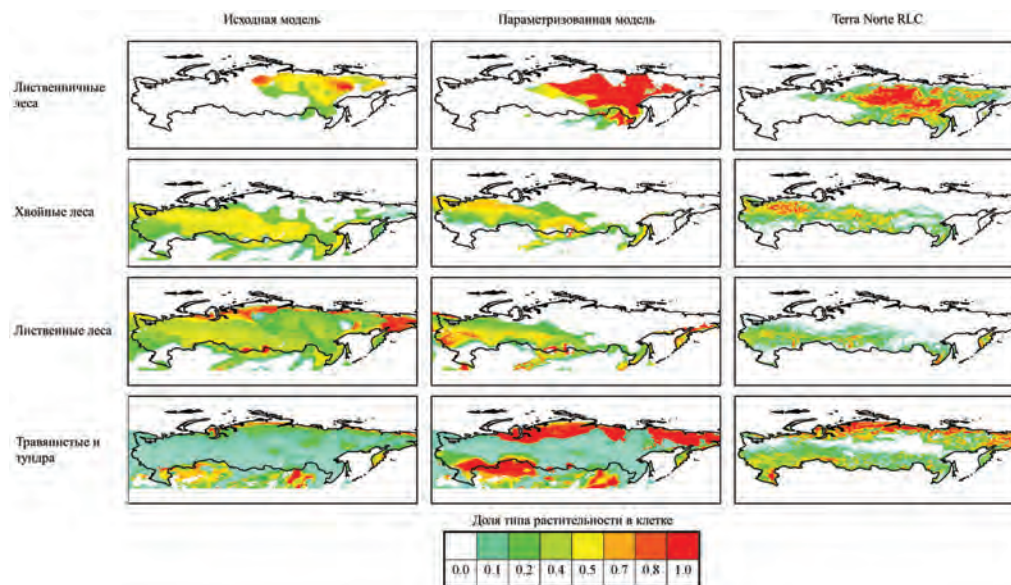 Исходная модель
Параметризованная модель
Terra Norte RLC
Лиственничные
леса
Хвойные леса
Лиственные леса
Травянистые и
тундра
Доля типа растительности в клетке
0.0 0.1 0.2 0.4 0.5 0.7 0.8 1.0